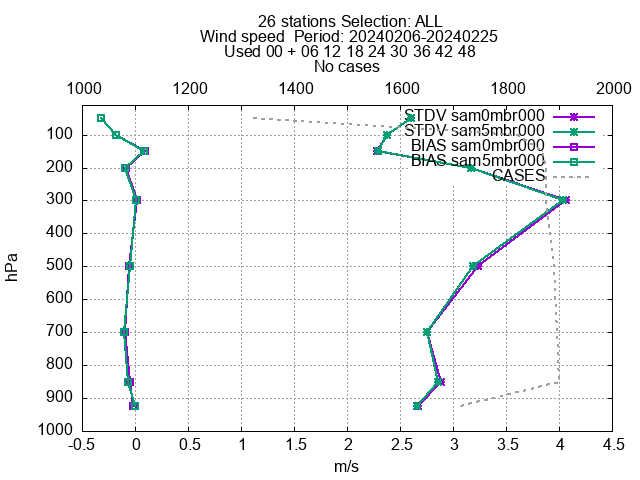 26 stations Selection: ALL
Wind speed  Period: 20240206-20240225
Used 00 + 06 12 18 24 30 36 42 48
No cases
1000 1200 1400 1600 1800 2000
STDV sam0mbr000
STDV sam5mbr000
BIAS sam0mbr000
BIAS sam5mbr000
CASES
100
200
300
400
500
600
700
800
900
1000
hPa
-0.5 0 0.5 1 1.5 2 2.5 3 3.5 4 4.5
m/s